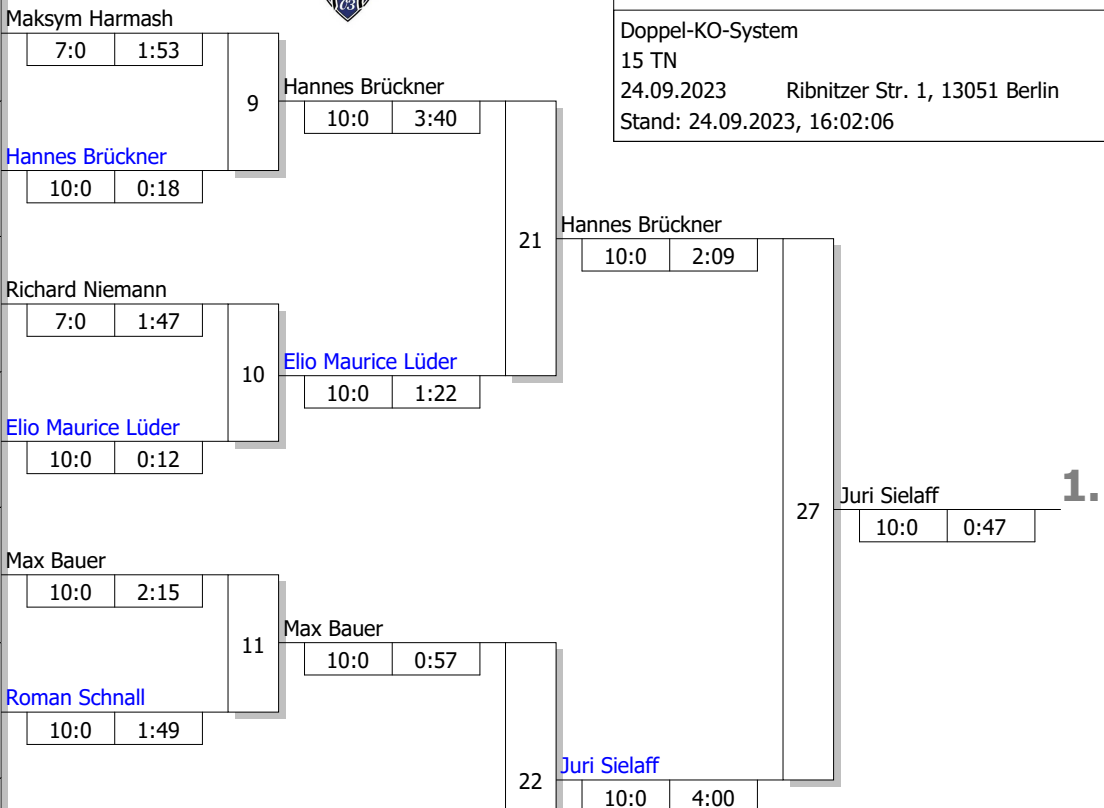 Maksym Harmash
7:0 1:53
Doppel-KO-System
15 TN
24.09.2023 Ribnitzer Str. 1, 13051 Berlin
Stand: 24.09.2023, 16:02:06
9
Hannes Brückner
10:0 3:40
Hannes Brückner
10:0 0:18
21
Hannes Brückner
10:0 2:09
Richard Niemann
7:0 1:47
10
Elio Maurice Lüder
10:0 1:22
Elio Maurice Lüder
10:0 0:12
27
Juri Sielaff
1.
10:0 0:47
Max Bauer
10:0 2:15
11
Max Bauer
10:0 0:57
Roman Schnall
10:0 1:49
22
Juri Sielaff
10:0 4:00